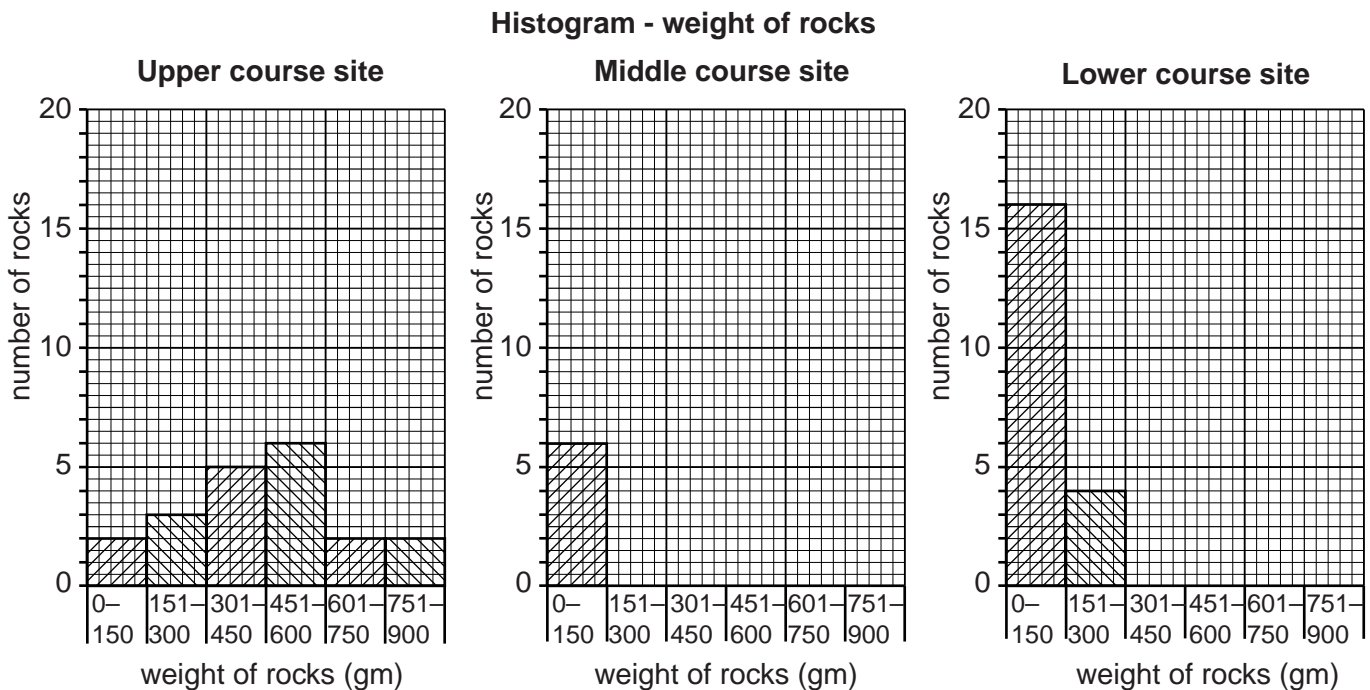 Histogram - weight of rocks
Upper course site
20
15
10
5
0
number of rocks
0– 151– 301– 451– 601– 751–
150 300 450 600 750 900
weight of rocks (gm)
Middle course site
20
15
10
5
0
number of rocks
0– 151– 301– 451– 601– 751–
150 300 450 600 750 900
weight of rocks (gm)
Lower course site
20
15
10
5
0
number of rocks
0– 151– 301– 451– 601– 751–
150 300 450 600 750 900
weight of rocks (gm)